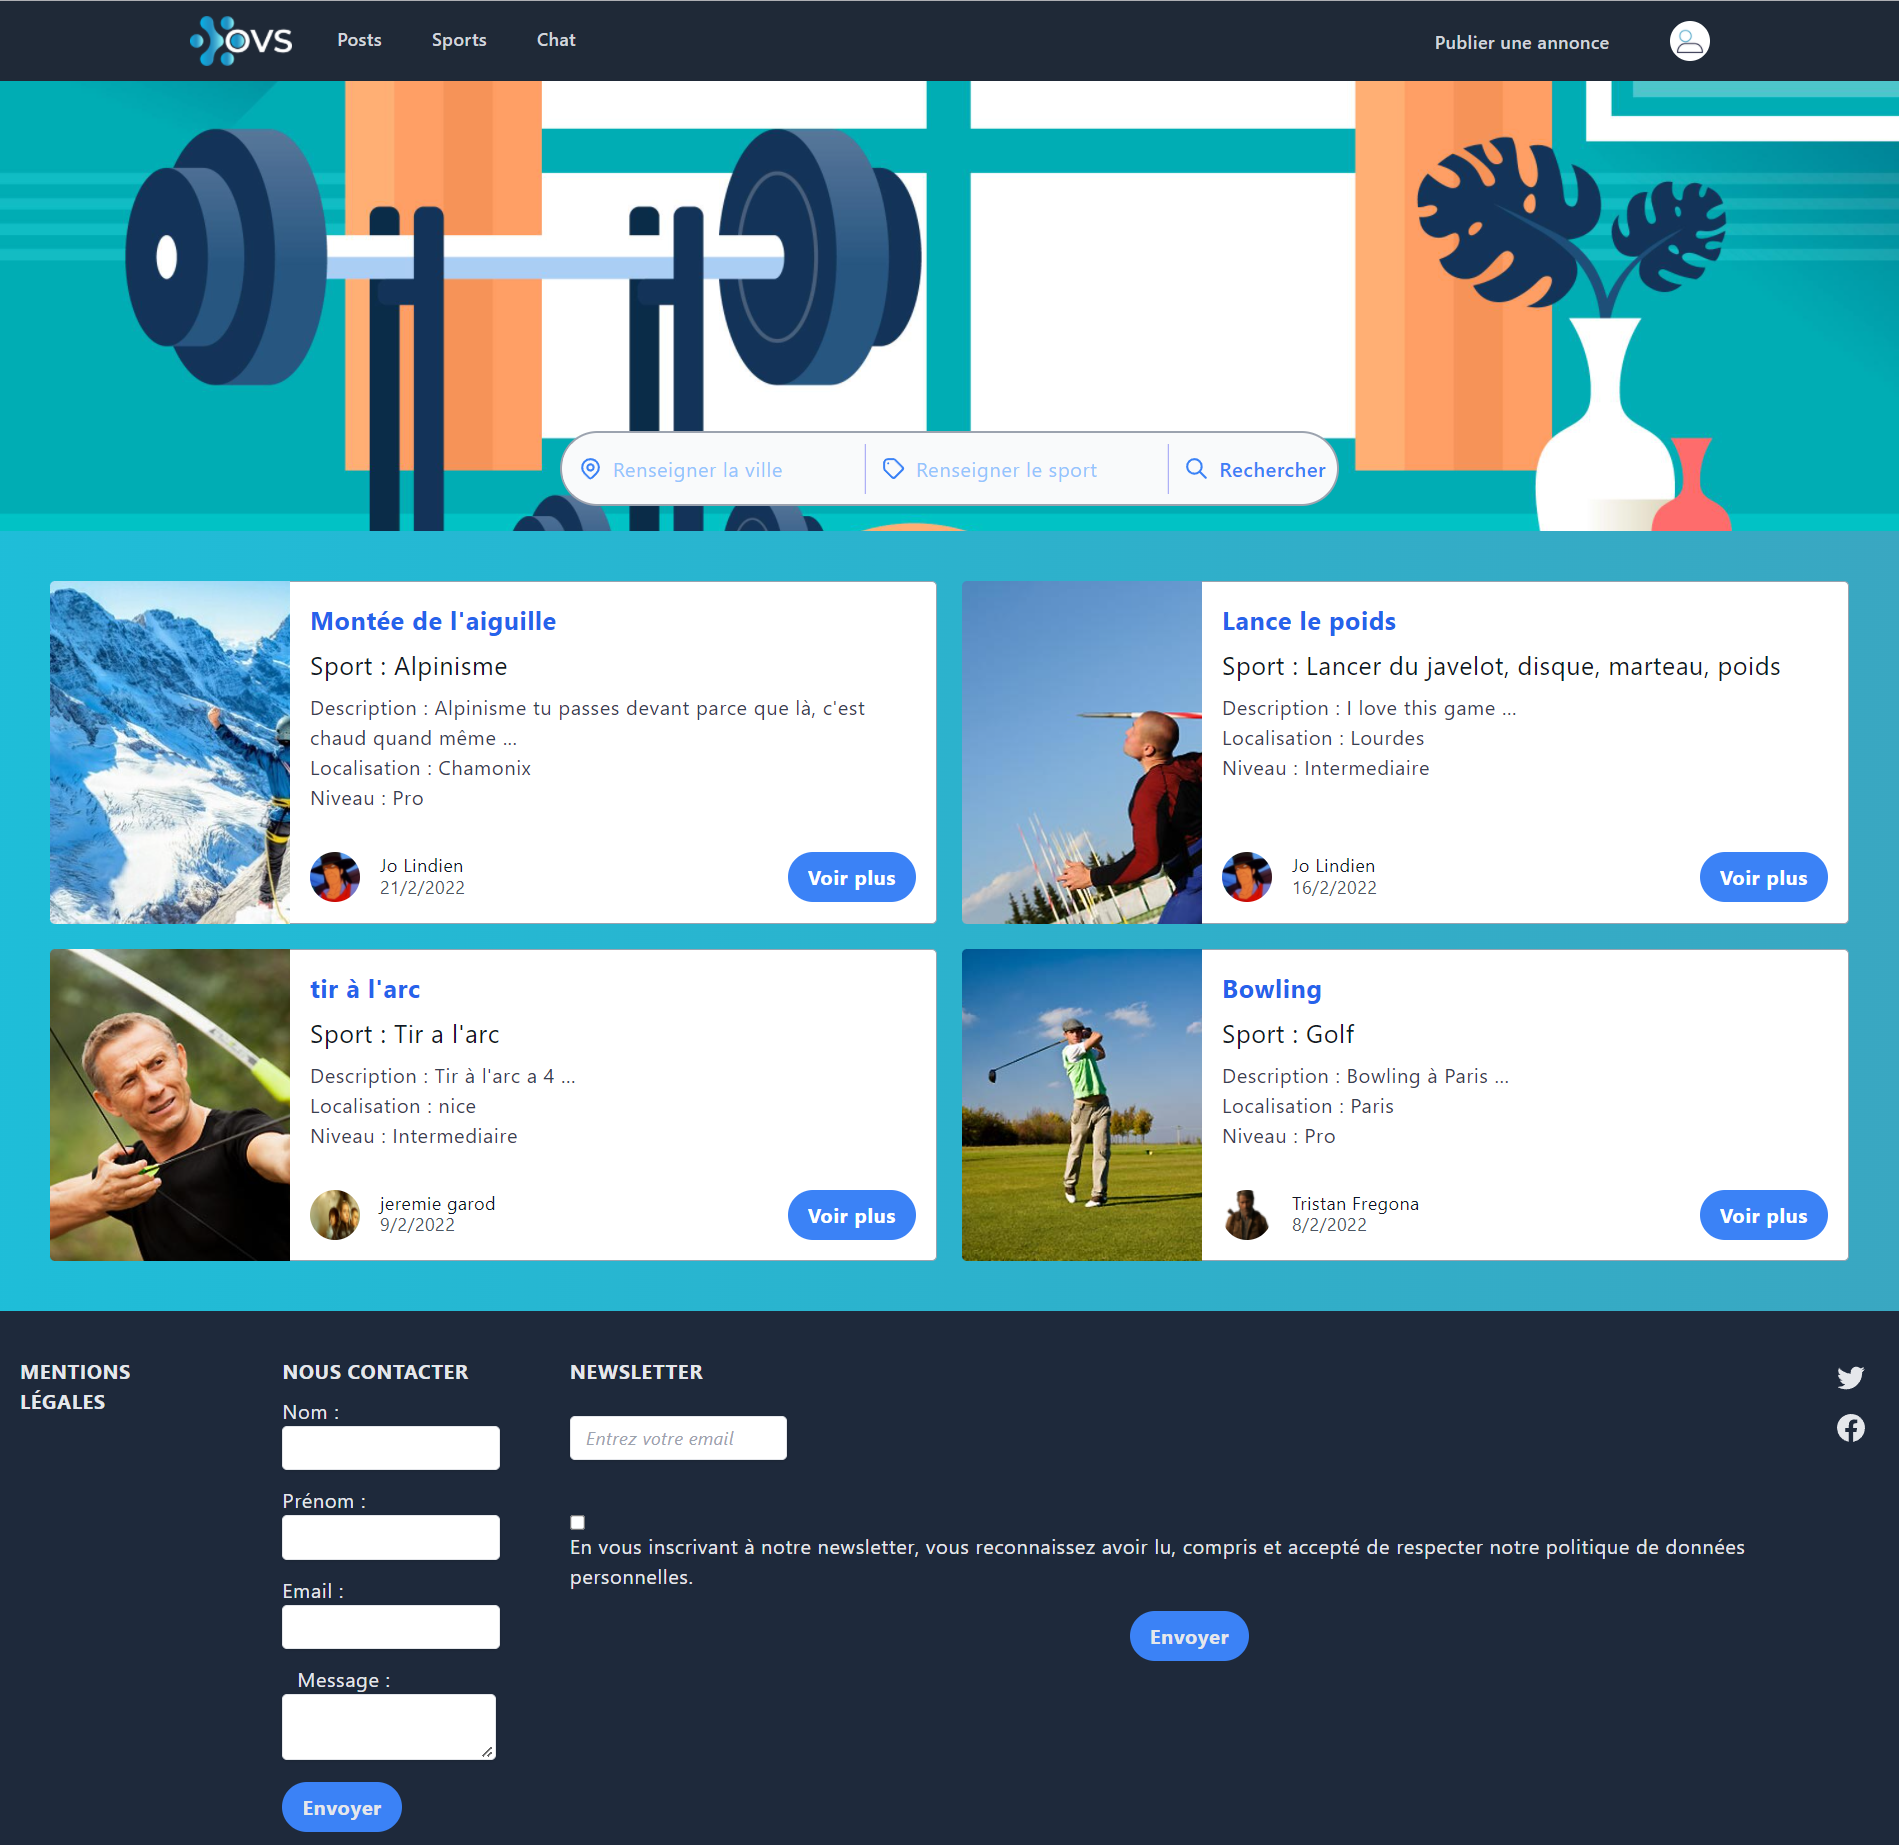 OVS
Posts
Sports
Chat
Publier une annonce
Renseigner la ville
Renseigner le sport
Rechercher
Montée de l'aiguille
Sport : Alpinisme
Description : Alpinisme tu passes devant parce que là, c'est
chaud quand même ...
Localisation : Chamonix
Niveau : Pro
Jo Lindien
21/2/2022
Voir plus
Lance le poids
Sport : Lancer du javelot, disque, marteau, poids
Description : I love this game ...
Localisation : Lourdes
Niveau : Intermediaire
Jo Lindien
16/2/2022
Voir plus
tir à l'arc
Sport : Tir a l'arc
Description : Tir à l'arc a 4 ...
Localisation : nice
Niveau : Intermediaire
jeremie garod
9/2/2022
Voir plus
Bowling
Sport : Golf
Description : Bowling à Paris ...
Localisation : Paris
Niveau : Pro
Tristan Fregona
8/2/2022
Voir plus
MENTIONS
LÉGALES
NOUS CONTACTER
Nom :
Prénom :
Email :
Message :
Envoyer
NEWSLETTER
Entrez votre email
En vous inscrivant à notre newsletter, vous reconnaissez avoir lu, compris et accepté de respecter notre politique de données
personnelles.
Envoyer